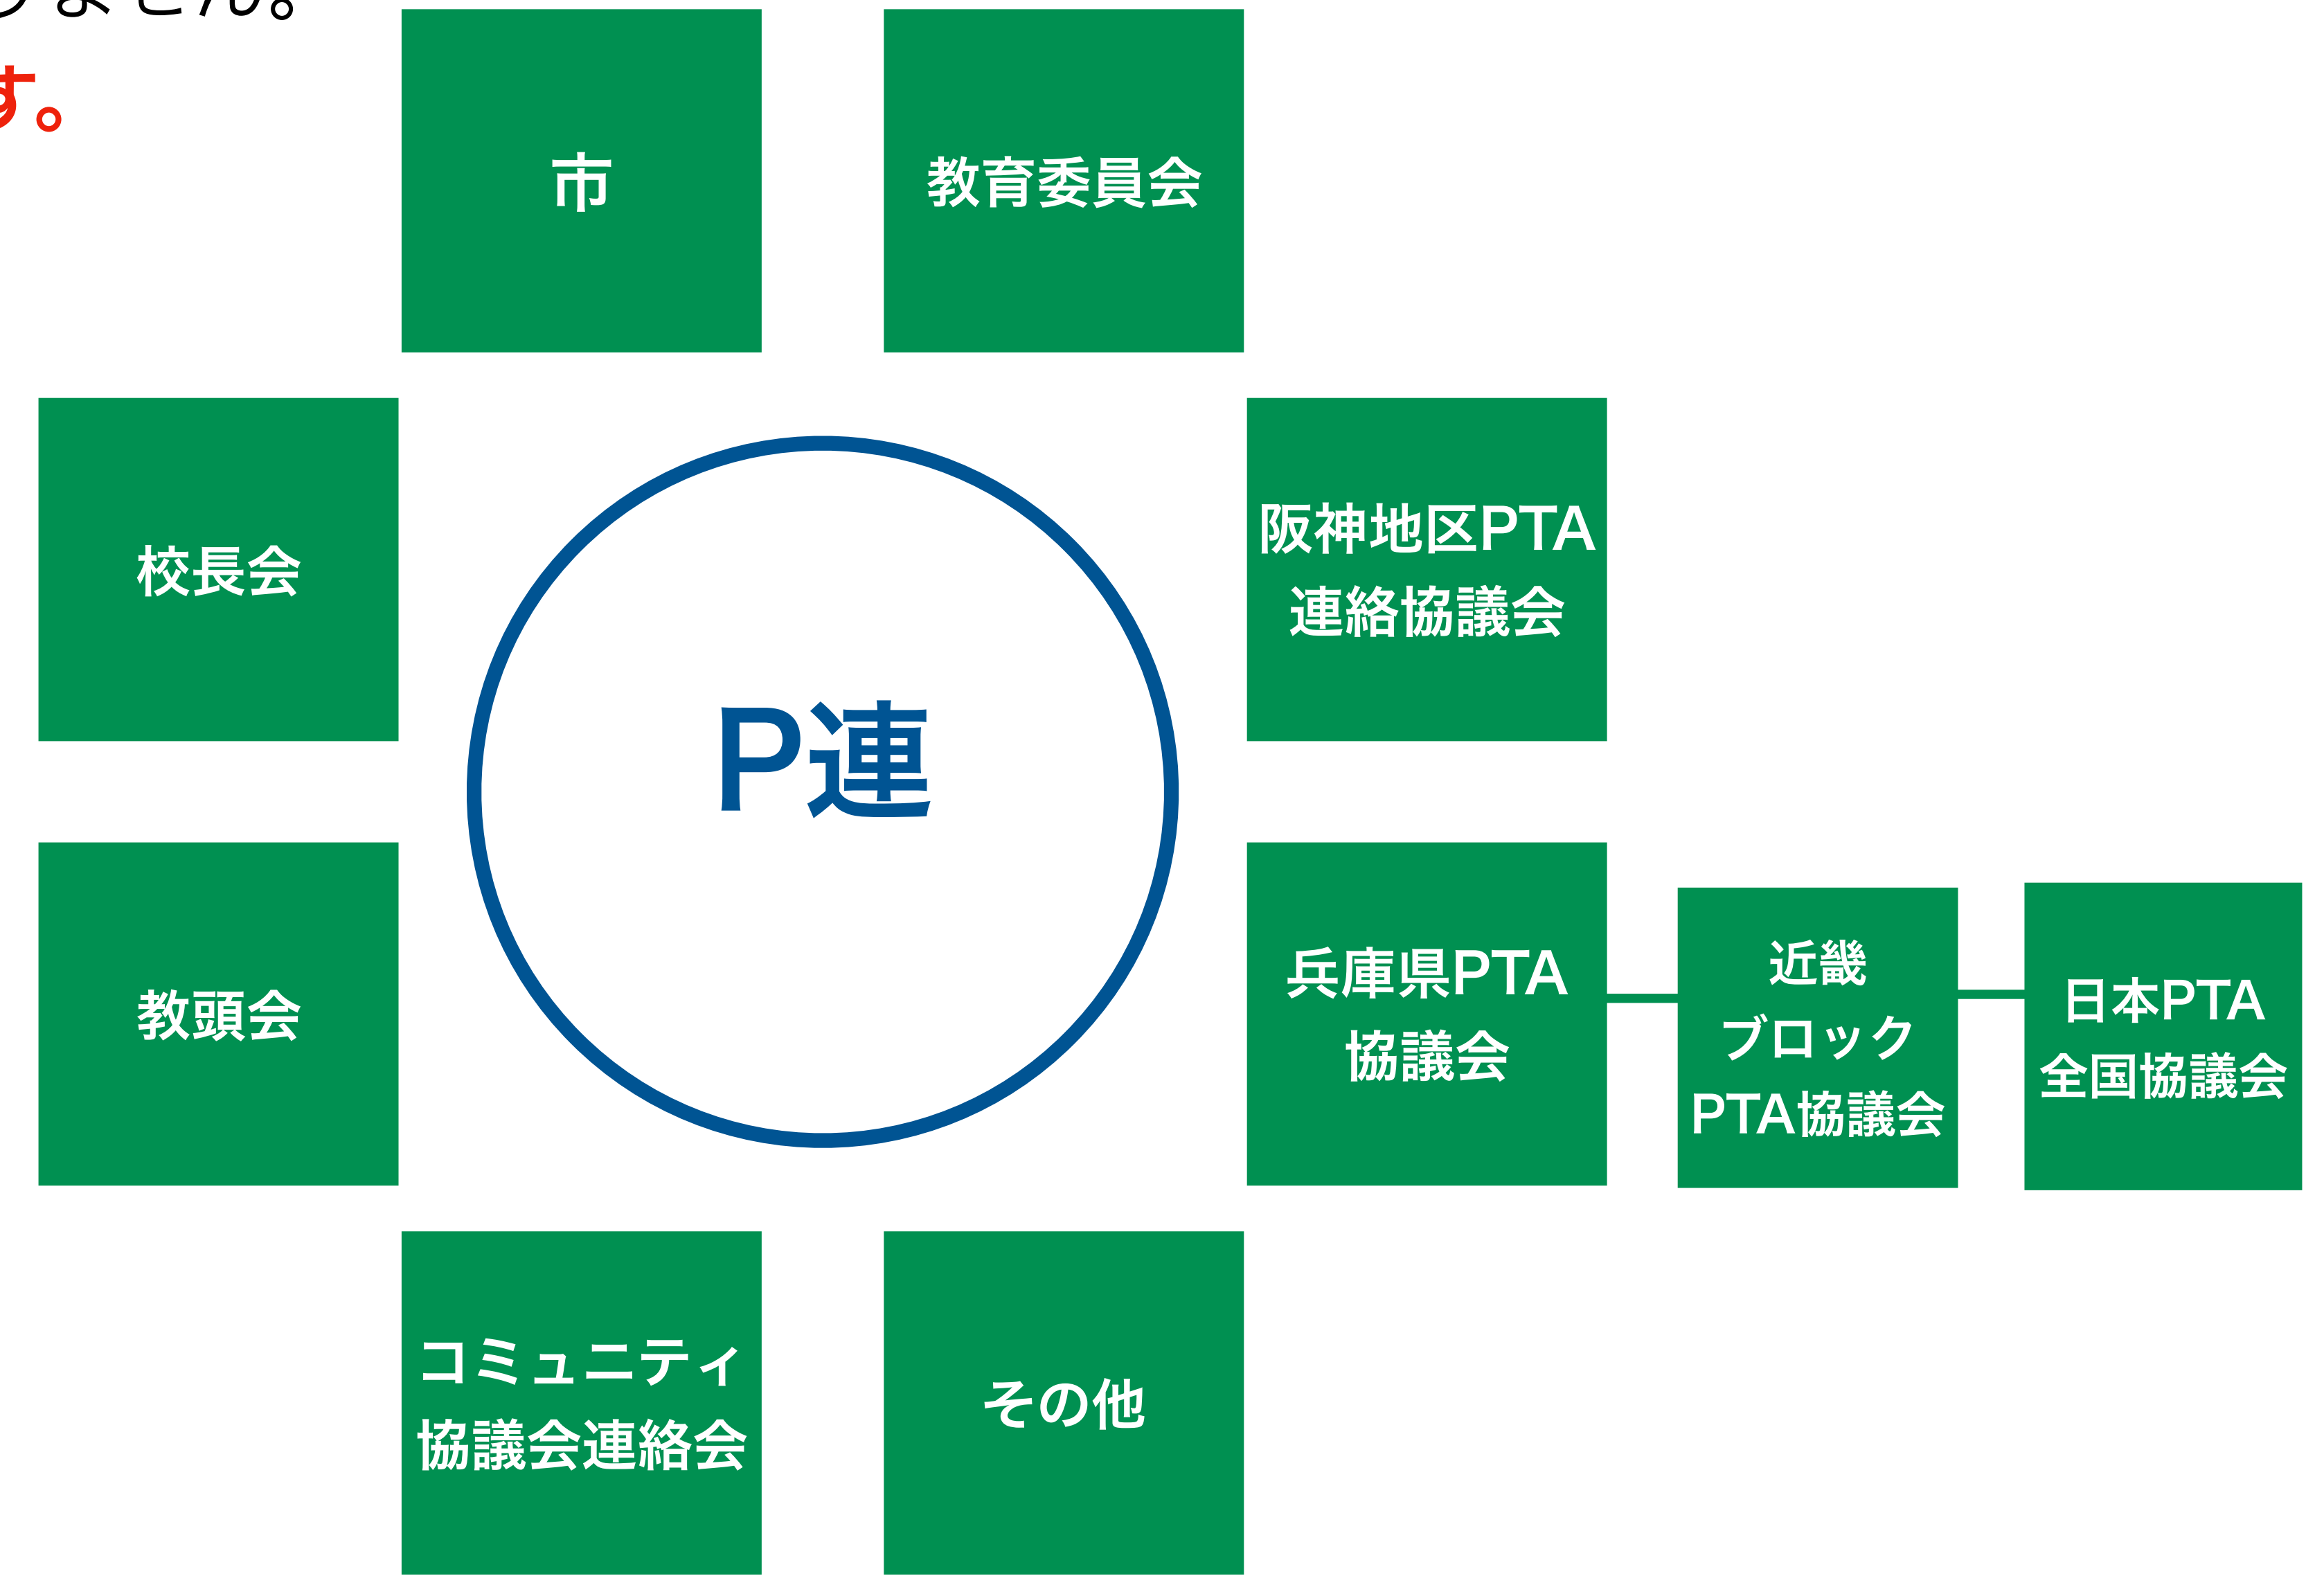 す。
市
教育委員会
校長会
阪神地区PTA
連絡協議会
P連
教頭会
兵庫県PTA
協議会
近畿
ブロック
PTA協議会
日本PTA
全国協議会
コミュニティ
協議会連絡会
その他